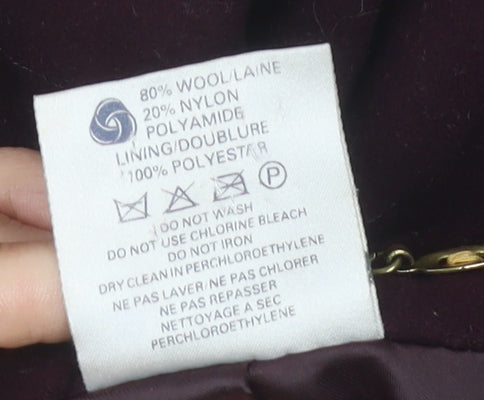 80% WOOL/LAINE
20% NYLON
POLYAMIDE
LINING/DOUBLURE
100% POLYESTER
P
DO NOT WASH
DO NOT USE CHLORINE BLEACH
DO NOT IRON
DRY CLEAN IN PERCHLOROETHYLENE
NE PAS LAVER/NE PAS CHLORER
NE PAS REPASSER
NETTOYAGE A SEC
PERCHLOROETHYLENE